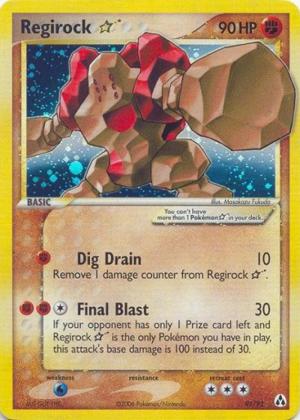 Regirock ☆
90 HP
Illus. Masakazu Fukuda
BASIC
You can't have
more than 1 Pokémon ☆ in your deck.
Dig Drain 10
Remove 1 damage counter from Regirock ☆.
Final Blast 30
If your opponent has only 1 Prize card left and
Regirock ☆ is the only Pokémon you have in play,
this attack's base damage is 100 instead of 30.
weakness resistance retreat cost
©2006 Pokémon/Nintendo
91/92